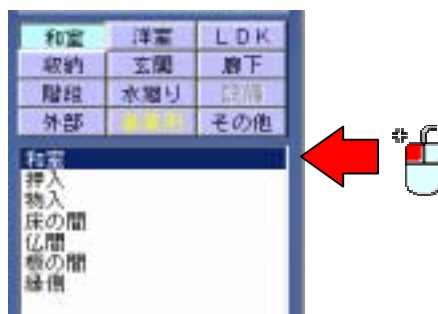 和室 洋室 LDK
収納 玄関 廊下
階段 水廻り
外部 その他
和室
押入
物入
床の間
仏間
板の間
縁側